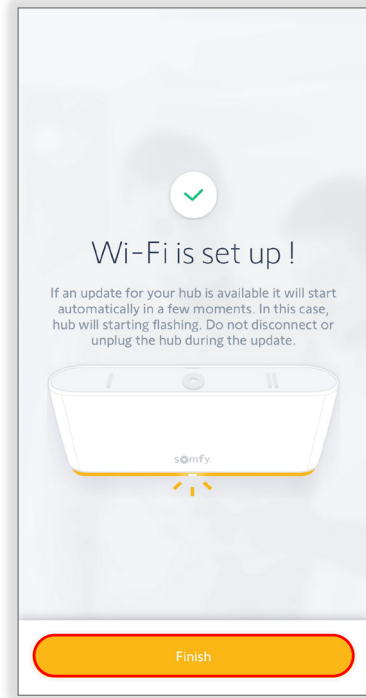 Wi-Fi is set up !
If an update for your hub is available it will start
automatically in a few moments. In this case,
hub will starting flashing. Do not disconnect or
unplug the hub during the update.
somfy.
Finish